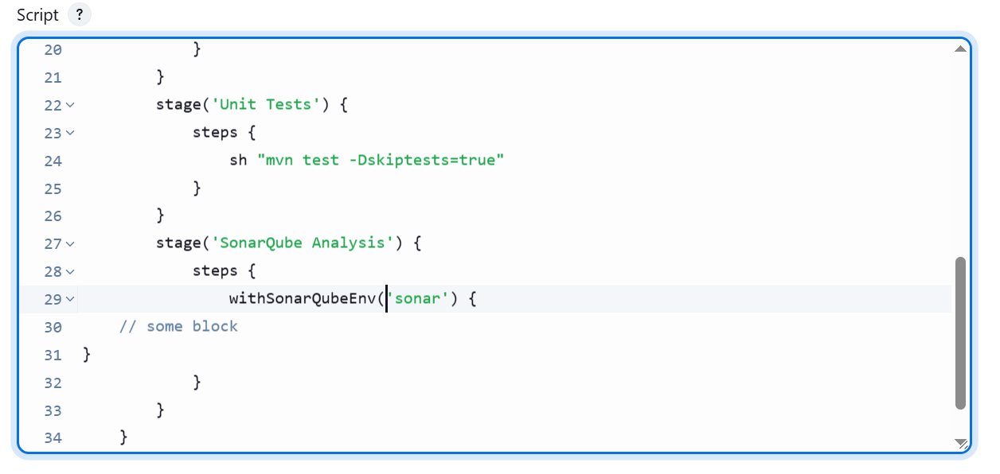 Script ?
20 }
21 }
22 stage('Unit Tests') {
23 steps {
24 sh "mvn test -Dskiptests=true"
25 }
26 }
27 stage('SonarQube Analysis') {
28 steps {
29 withSonarQubeEnv('sonar') {
30 // some block
31 }
32 }
33 }
34 }